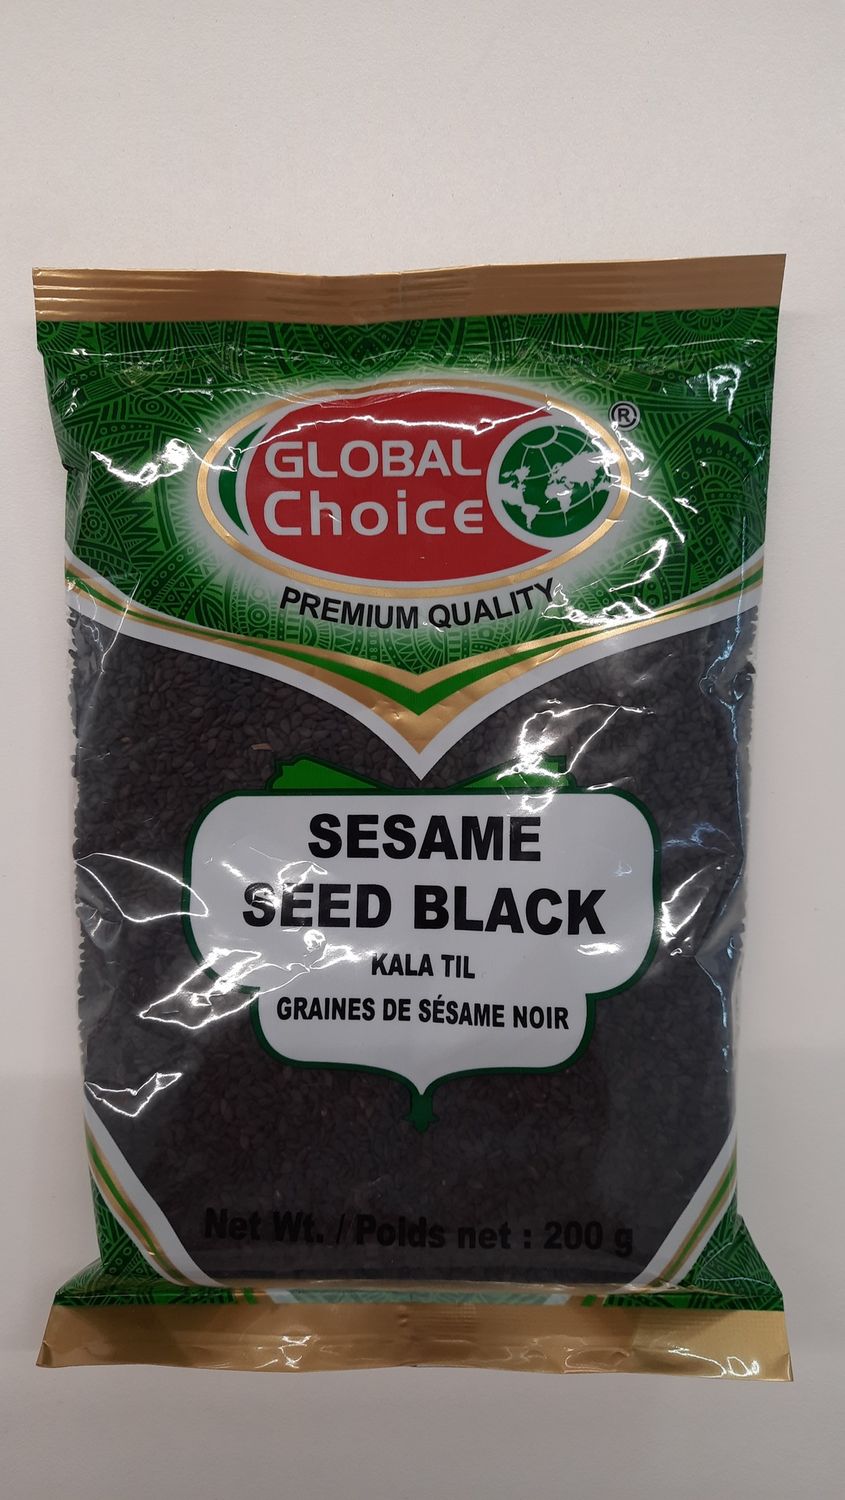 GLOBAL
Choice
®
PREMIUM QUALITY
SESAME
SEED BLACK
KALA TIL
GRAINES DE SÉSAME NOIR
Net Wt. / Poids net : 200 g